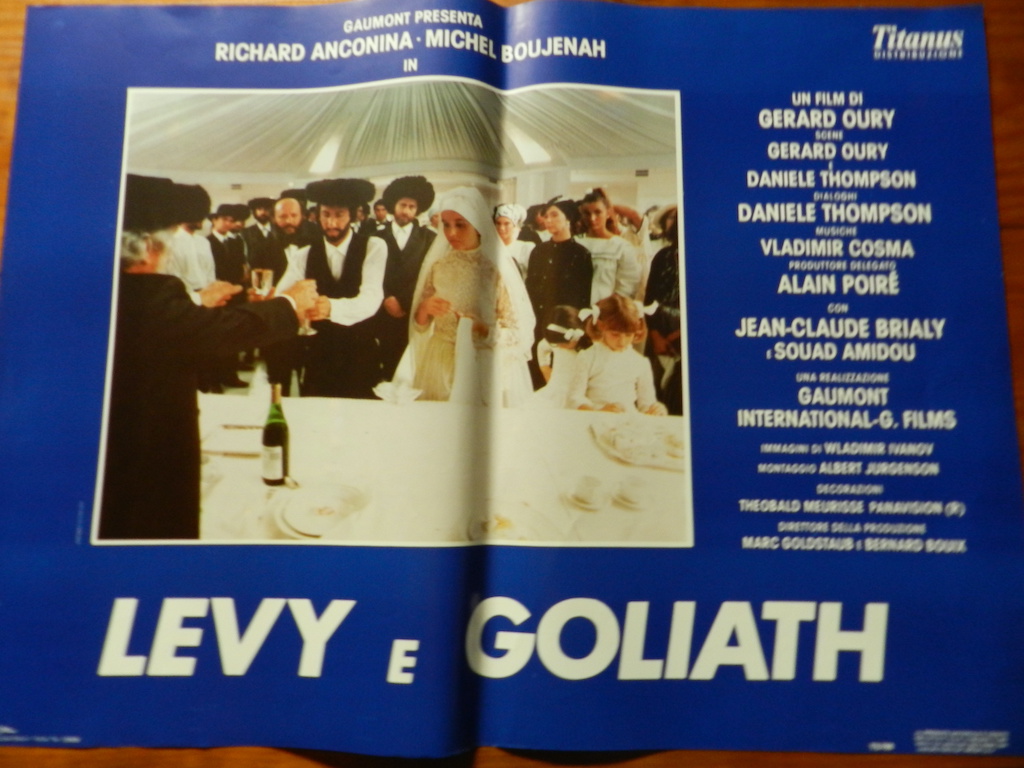 GAUMONT PRESENTA
RICHARD ANCONINA · MICHEL BOUJENAH
IN
Titanus
DISTRIBUZIONE
UN FILM DI
GERARD OURY
SCENE
GERARD OURY
E
DANIELE THOMPSON
DIALOGHI
DANIELE THOMPSON
MUSICHE
VLADIMIR COSMA
PRODUTTORE DELEGATO
ALAIN POIRÉ
CON
JEAN-CLAUDE BRIALY
E SOUAD AMIDOU
UNA REALIZZAZIONE
GAUMONT
INTERNATIONAL-G. FILMS
IMMAGINI DI WLADIMIR IVANOV
MONTAGGIO ALBERT JURGENSON
DECORAZIONI
THEOBALD MEURISSE PANAVISION (R)
DIRETTORE DELLA PRODUZIONE
MARC GOLDSTAUB E BERNARD BOUIX
LEVY E GOLIATH